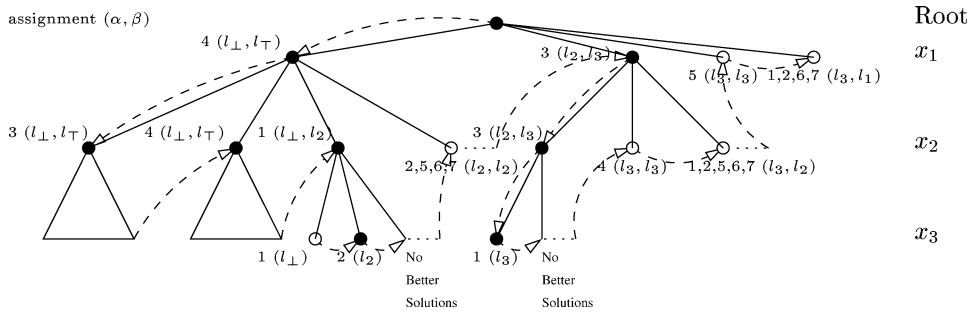 assignment (α, β)
Root
4 (l⊥, l⊤)
3 (l2, l3)
x1
5 (l3, l3)
1,2,6,7 (l3, l1)
3 (l⊥, l⊤)
4 (l⊥, l⊤)
1 (l⊥, l2)
3 (l2, l3)
x2
2,5,6,7 (l2, l2)
4 (l3, l3)
1,2,5,6,7 (l3, l2)
x3
1 (l⊥)
2 (l2)
No
Better
Solutions
1 (l3)
No
Better
Solutions